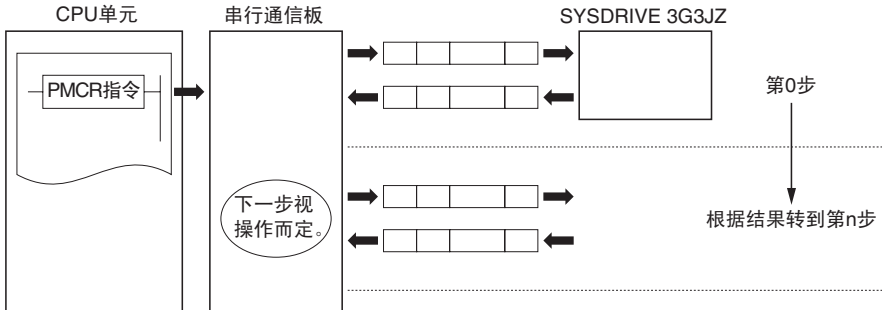 CPU单元
串行通信板
SYSDRIVE 3G3JZ
PMCR指令
第0步
下一步视
操作而定。
根据结果转到第n步